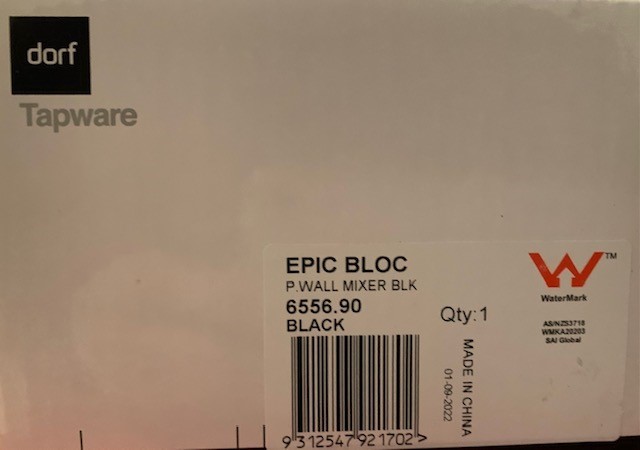 dorf
Tapware
EPIC BLOC
P.WALL MIXER BLK
6556.90
BLACK
Qty:1
MADE IN CHINA
01-09-2022
9 312547 921702 >
TM
WaterMark
AS/NZS3718
WMKA20203
SAI Global